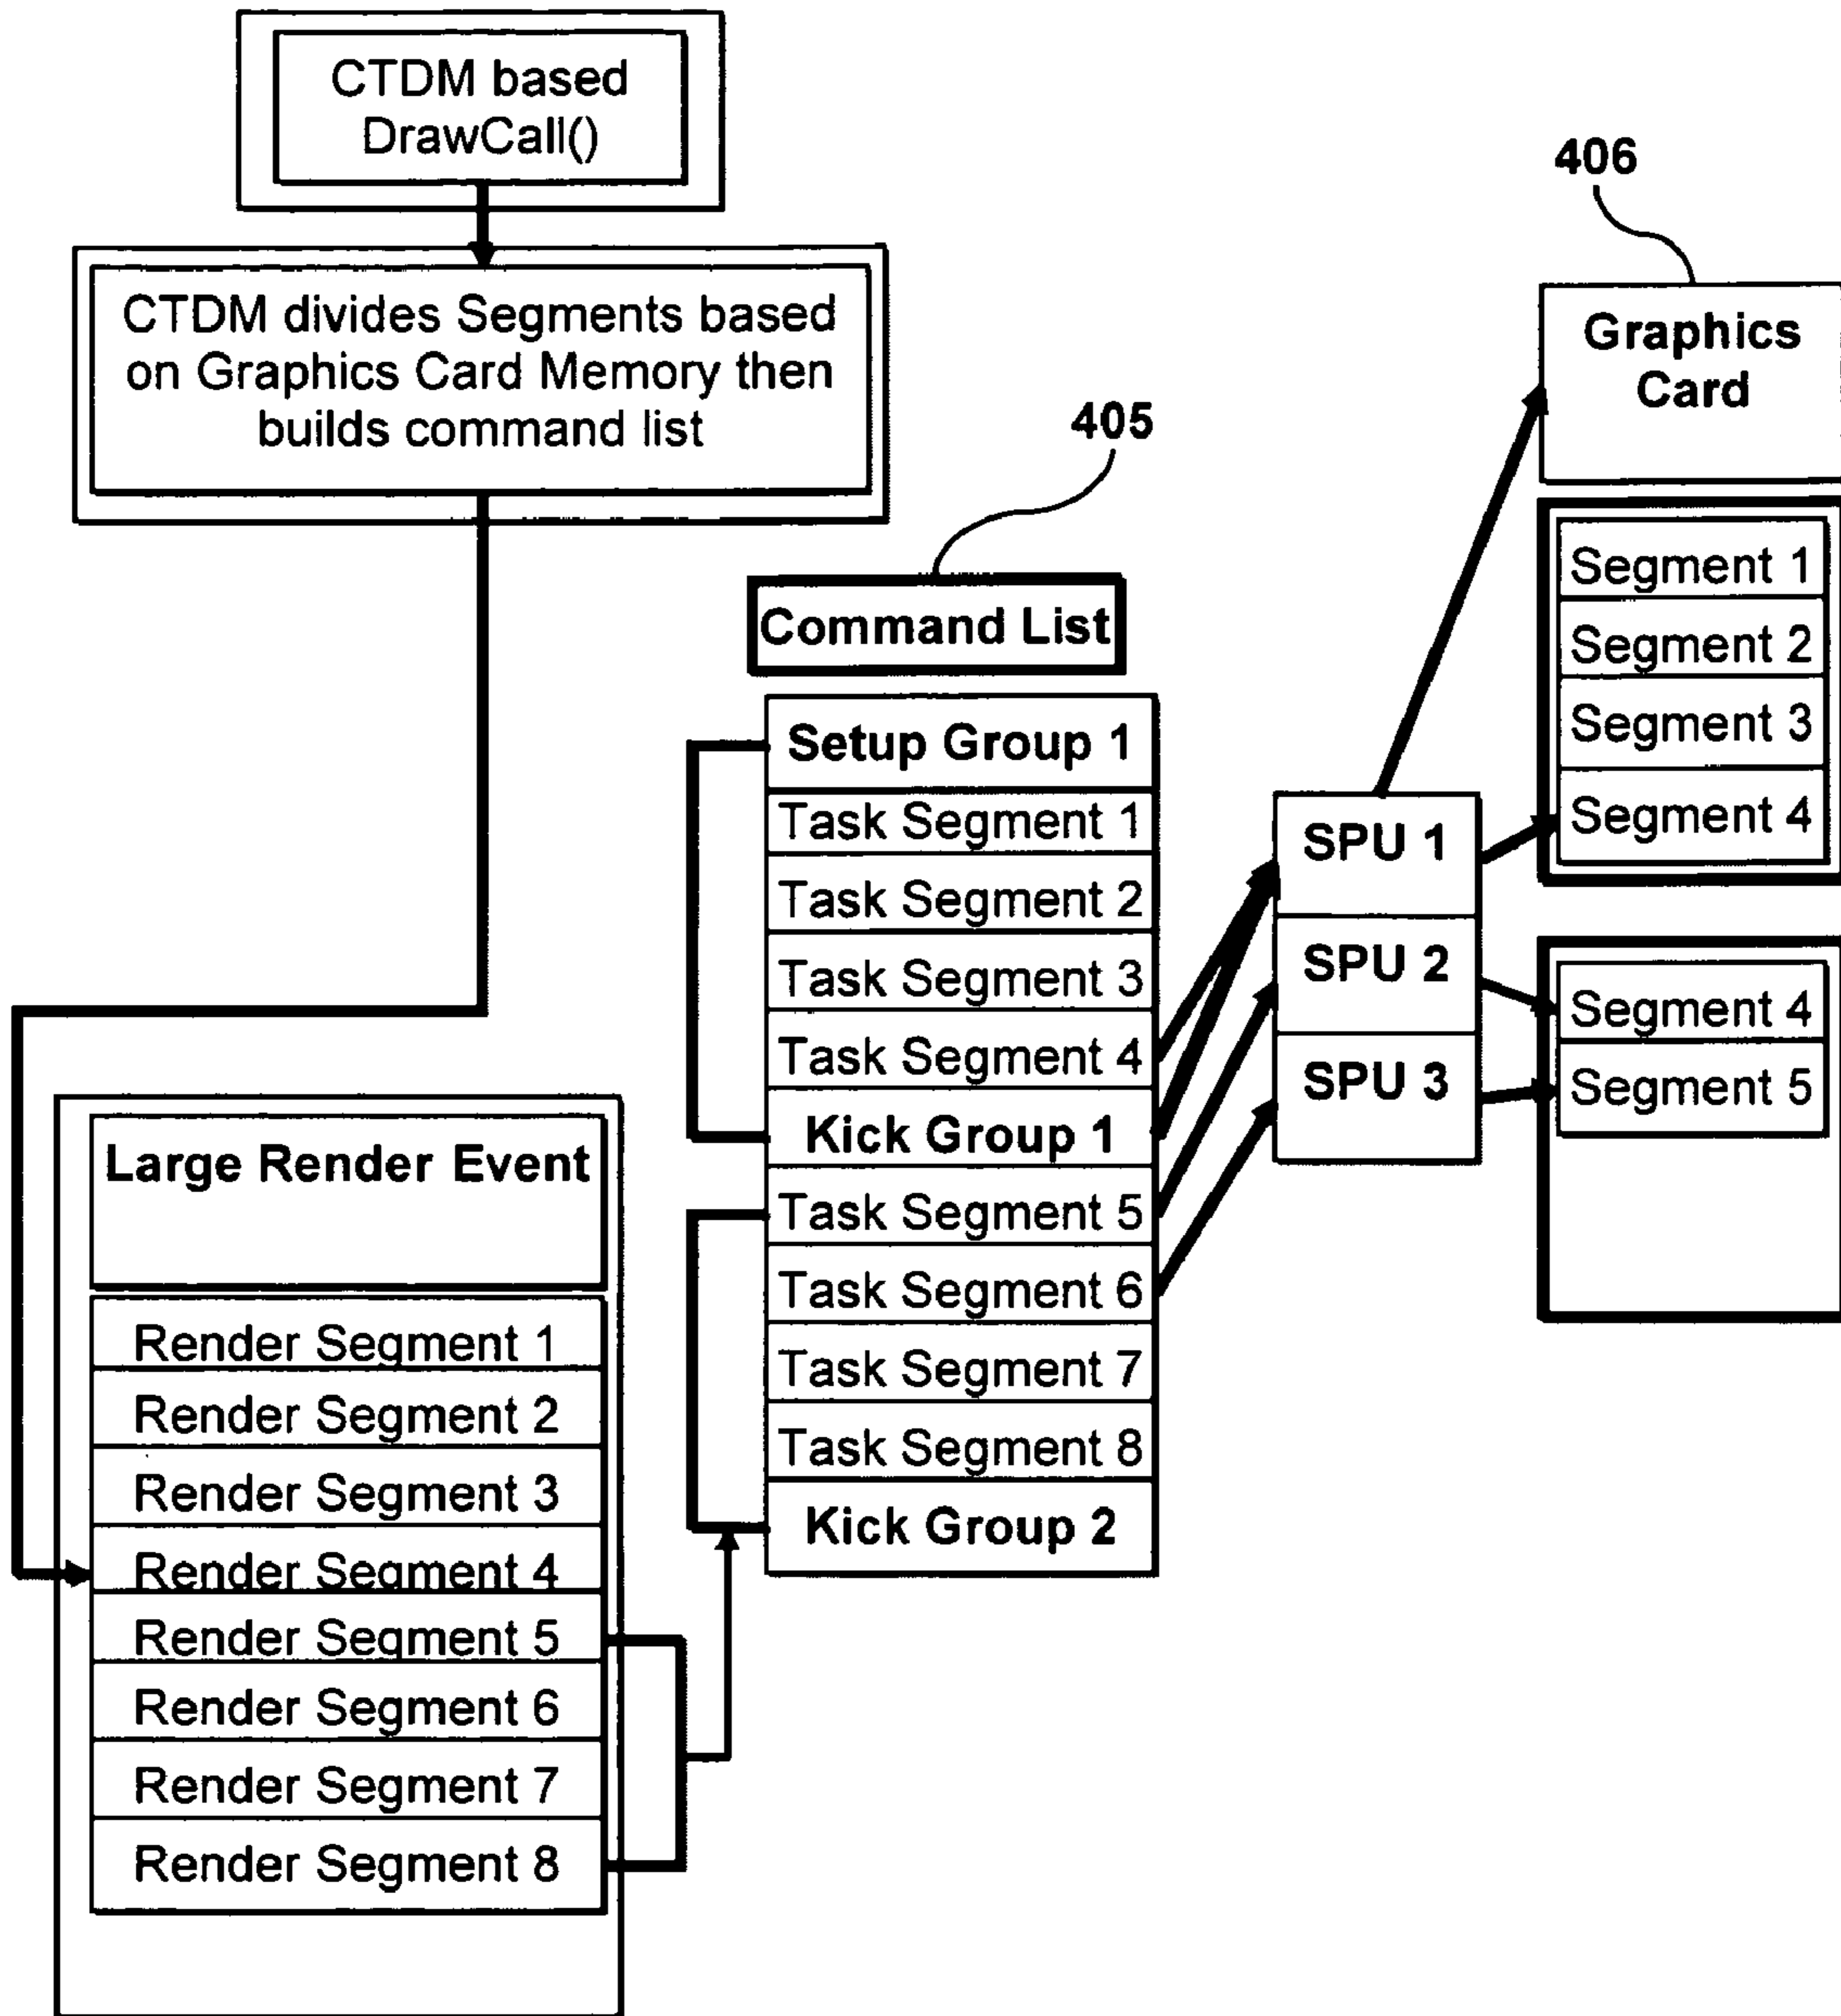 CTDM based
DrawCall()
CTDM divides Segments based
on Graphics Card Memory then
builds command list
405
Command List
Setup Group 1
Task Segment 1
Task Segment 2
Task Segment 3
Task Segment 4
Kick Group 1
Task Segment 5
Task Segment 6
Task Segment 7
Task Segment 8
Kick Group 2
Large Render Event
Render Segment 1
Render Segment 2
Render Segment 3
Render Segment 4
Render Segment 5
Render Segment 6
Render Segment 7
Render Segment 8
SPU 1
SPU 2
SPU 3
406
Graphics
Card
Segment 1
Segment 2
Segment 3
Segment 4
Segment 4
Segment 5